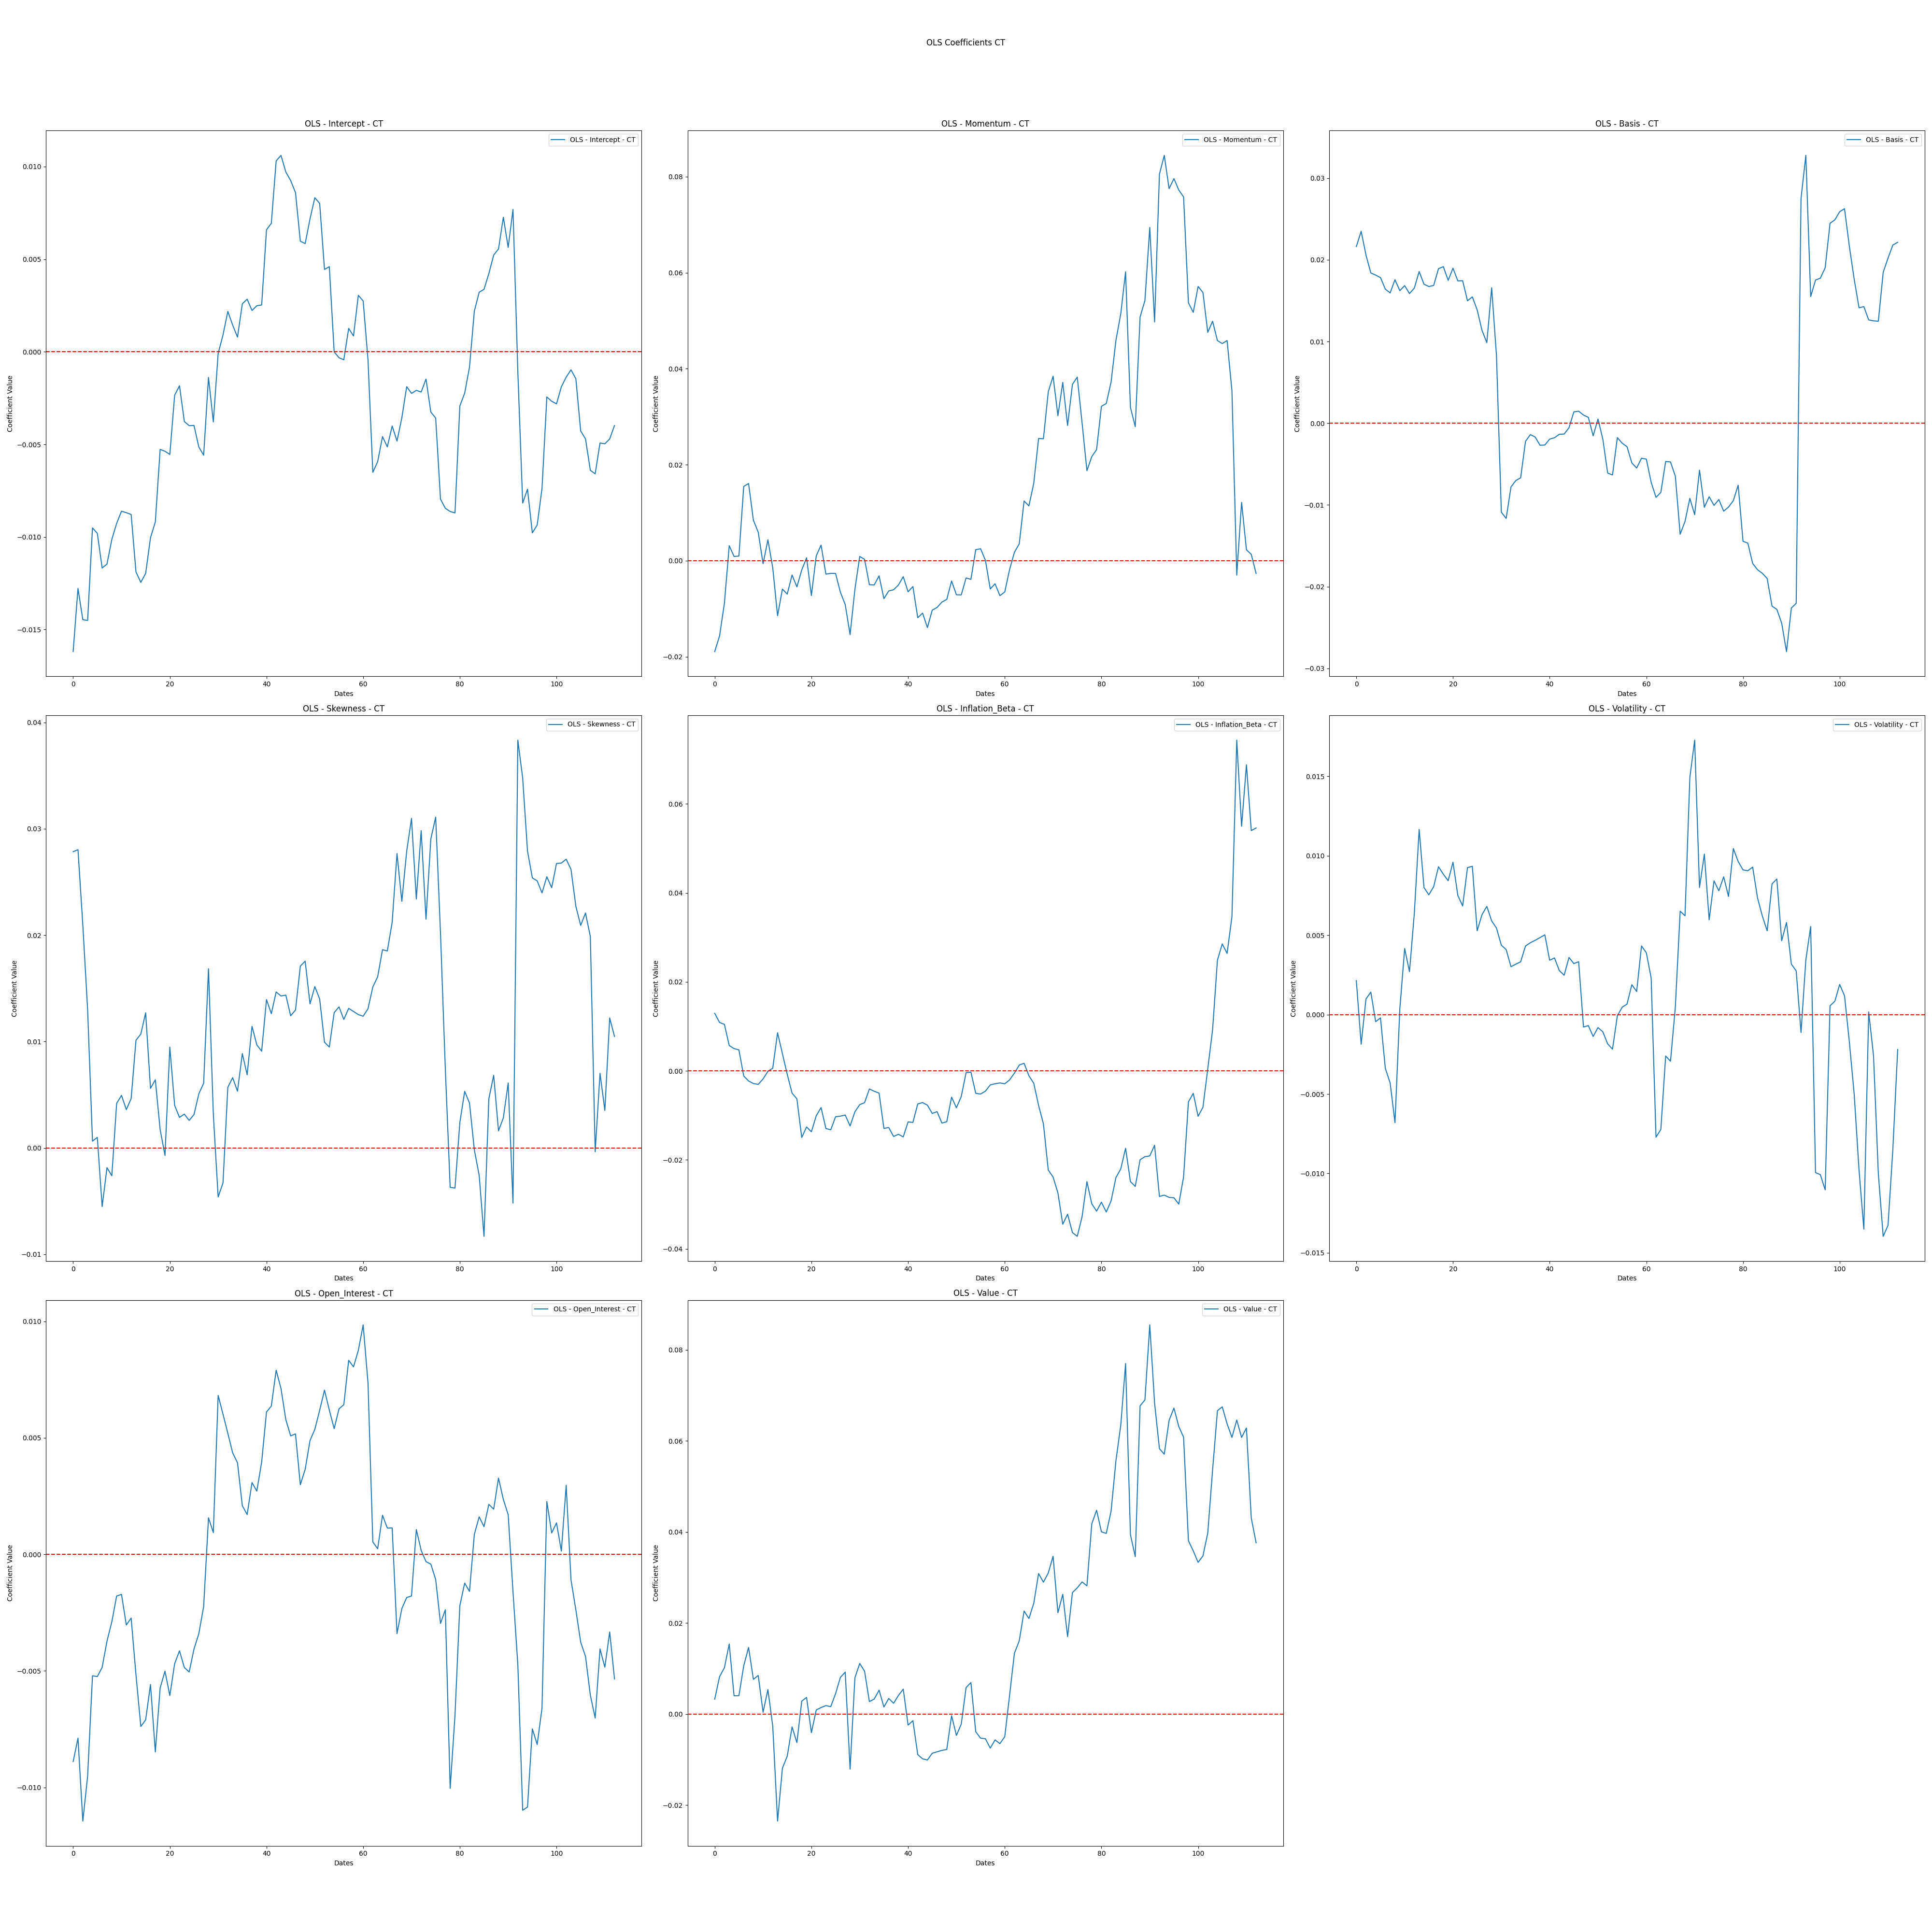 OLS Coefficients CT
OLS - Intercept - CT
OLS - Intercept - CT
0.010
0.005
0.000
−0.005
−0.010
−0.015
Coefficient Value
0 20 40 60 80 100
Dates
OLS - Momentum - CT
OLS - Momentum - CT
0.08
0.06
0.04
0.02
0.00
−0.02
Coefficient Value
0 20 40 60 80 100
Dates
OLS - Basis - CT
OLS - Basis - CT
0.03
0.02
0.01
0.00
−0.01
−0.02
−0.03
Coefficient Value
0 20 40 60 80 100
Dates
OLS - Skewness - CT
OLS - Skewness - CT
0.04
0.03
0.02
0.01
0.00
−0.01
Coefficient Value
0 20 40 60 80 100
Dates
OLS - Inflation_Beta - CT
OLS - Inflation_Beta - CT
0.06
0.04
0.02
0.00
−0.02
−0.04
Coefficient Value
0 20 40 60 80 100
Dates
OLS - Volatility - CT
OLS - Volatility - CT
0.015
0.010
0.005
0.000
−0.005
−0.010
−0.015
Coefficient Value
0 20 40 60 80 100
Dates
OLS - Open_Interest - CT
OLS - Open_Interest - CT
0.010
0.005
0.000
−0.005
−0.010
Coefficient Value
0 20 40 60 80 100
Dates
OLS - Value - CT
OLS - Value - CT
0.08
0.06
0.04
0.02
0.00
−0.02
Coefficient Value
0 20 40 60 80 100
Dates